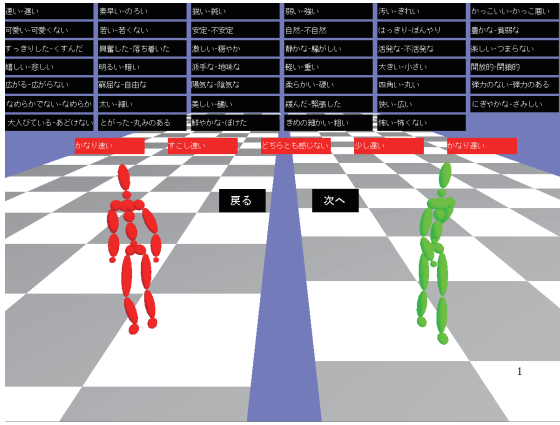 速い-遅い 素早い-のろい 鋭い-鈍い 弱い-強い 汚い-きれい かっこいい-かっこ悪い
可愛い-可愛くない 若い-若くない 安定-不安定 自然-不自然 はっきり-ぼんやり 豊かな-貧弱な
すっきりした-くすんだ 興奮した-落ち着いた 激しい-穏やか 静かな-騒がしい 活発な-不活発な 楽しい-つまらない
嬉しい-悲しい 明るい-暗い 派手な-地味な 軽い-重い 大きい-小さい 開放的-閉鎖的
広がる-広がらない 窮屈な-自由な 陽気な-陰気な 柔らかい-硬い 四角い-丸い 弾力のない-弾力のある
なめらかでない-なめらか 太い-細い 美しい-醜い 緩んだ-緊張した 狭い-広い にぎやかな-さみしい
大人びている-あどけない とがった-丸みのある 鮮やかな-ぼけた きめの細かい-粗い 怖い-怖くない
かなり速い すこし速い どちらとも感じない 少し遅い かなり遅い
戻る 次へ
1